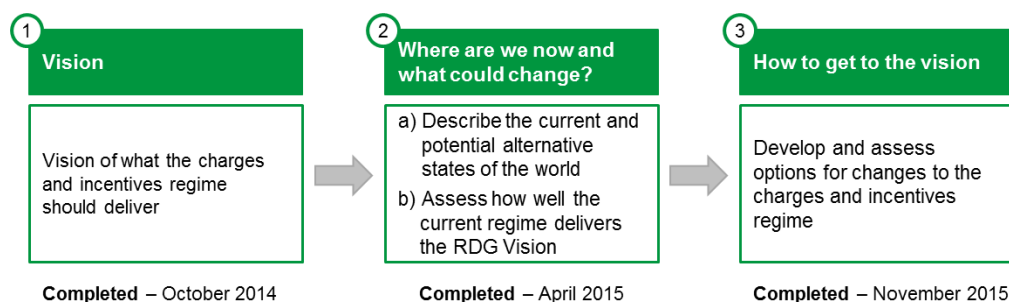 1
Vision
Vision of what the charges
and incentives regime
should deliver
Completed – October 2014
2
Where are we now and
what could change?
a) Describe the current and
potential alternative
states of the world
b) Assess how well the
current regime delivers
the RDG Vision
Completed – April 2015
3
How to get to the vision
Develop and assess
options for changes to the
charges and incentives
regime
Completed – November 2015